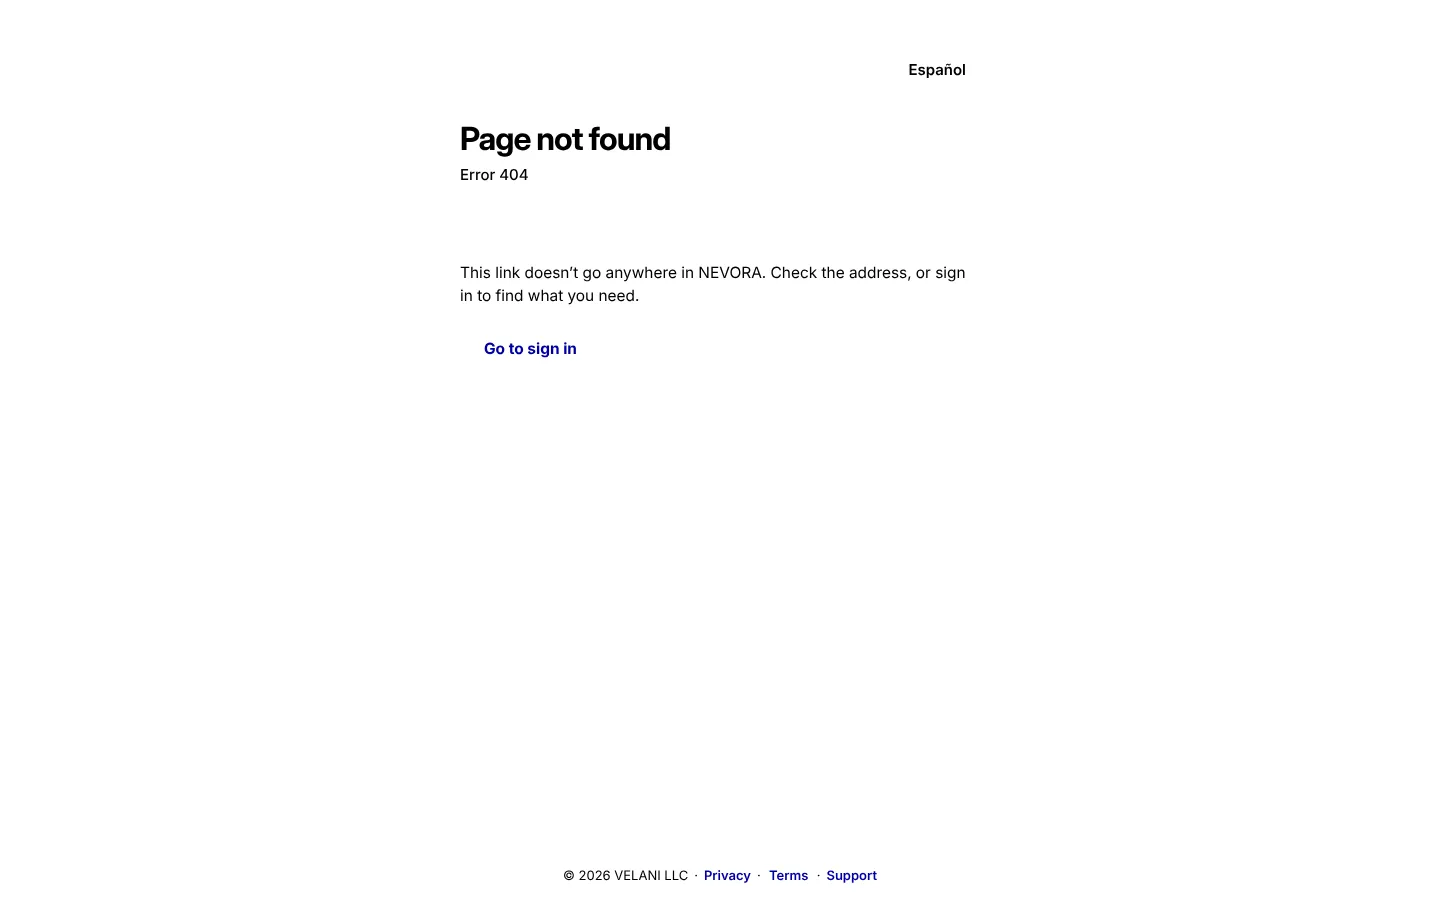 Español
Page not found
Error 404
This link doesn’t go anywhere in NEVORA. Check the address, or sign
in to find what you need.
Go to sign in
© 2026 VELANI LLC · Privacy · Terms · Support